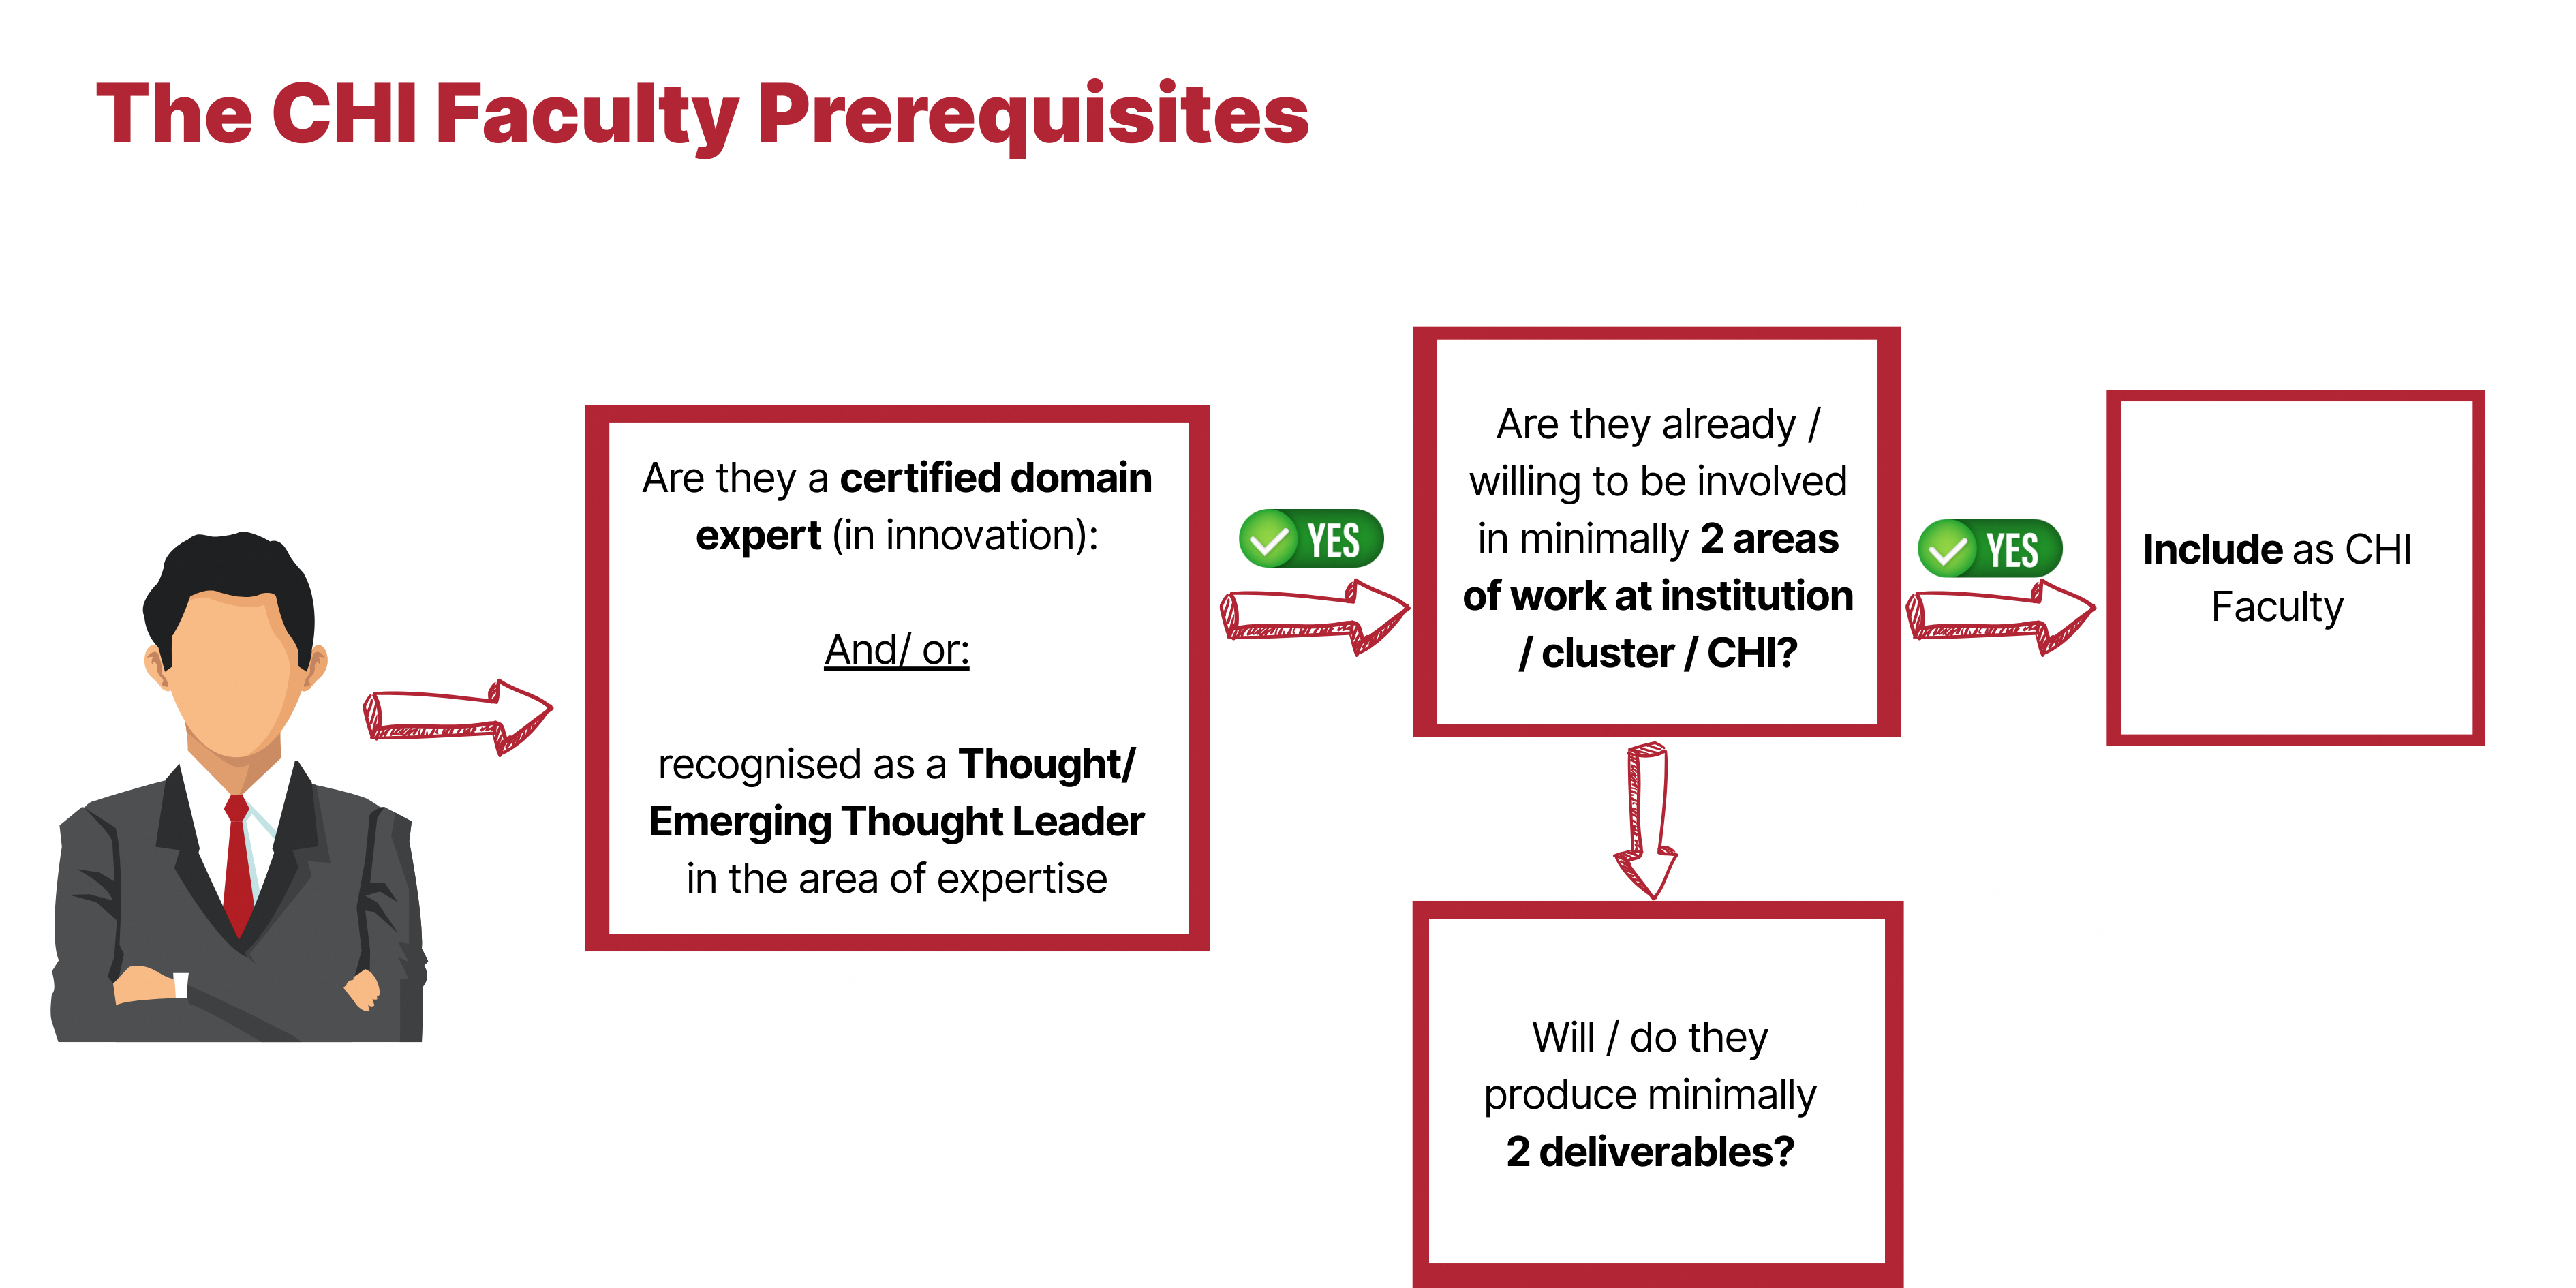 The CHI Faculty Prerequisites
Are they a certified domain
expert (in innovation):
And/ or:
recognised as a Thought/
Emerging Thought Leader
in the area of expertise
YES
Are they already /
willing to be involved
in minimally 2 areas
of work at institution
/ cluster / CHI?
YES
Include as CHI
Faculty
Will / do they
produce minimally
2 deliverables?